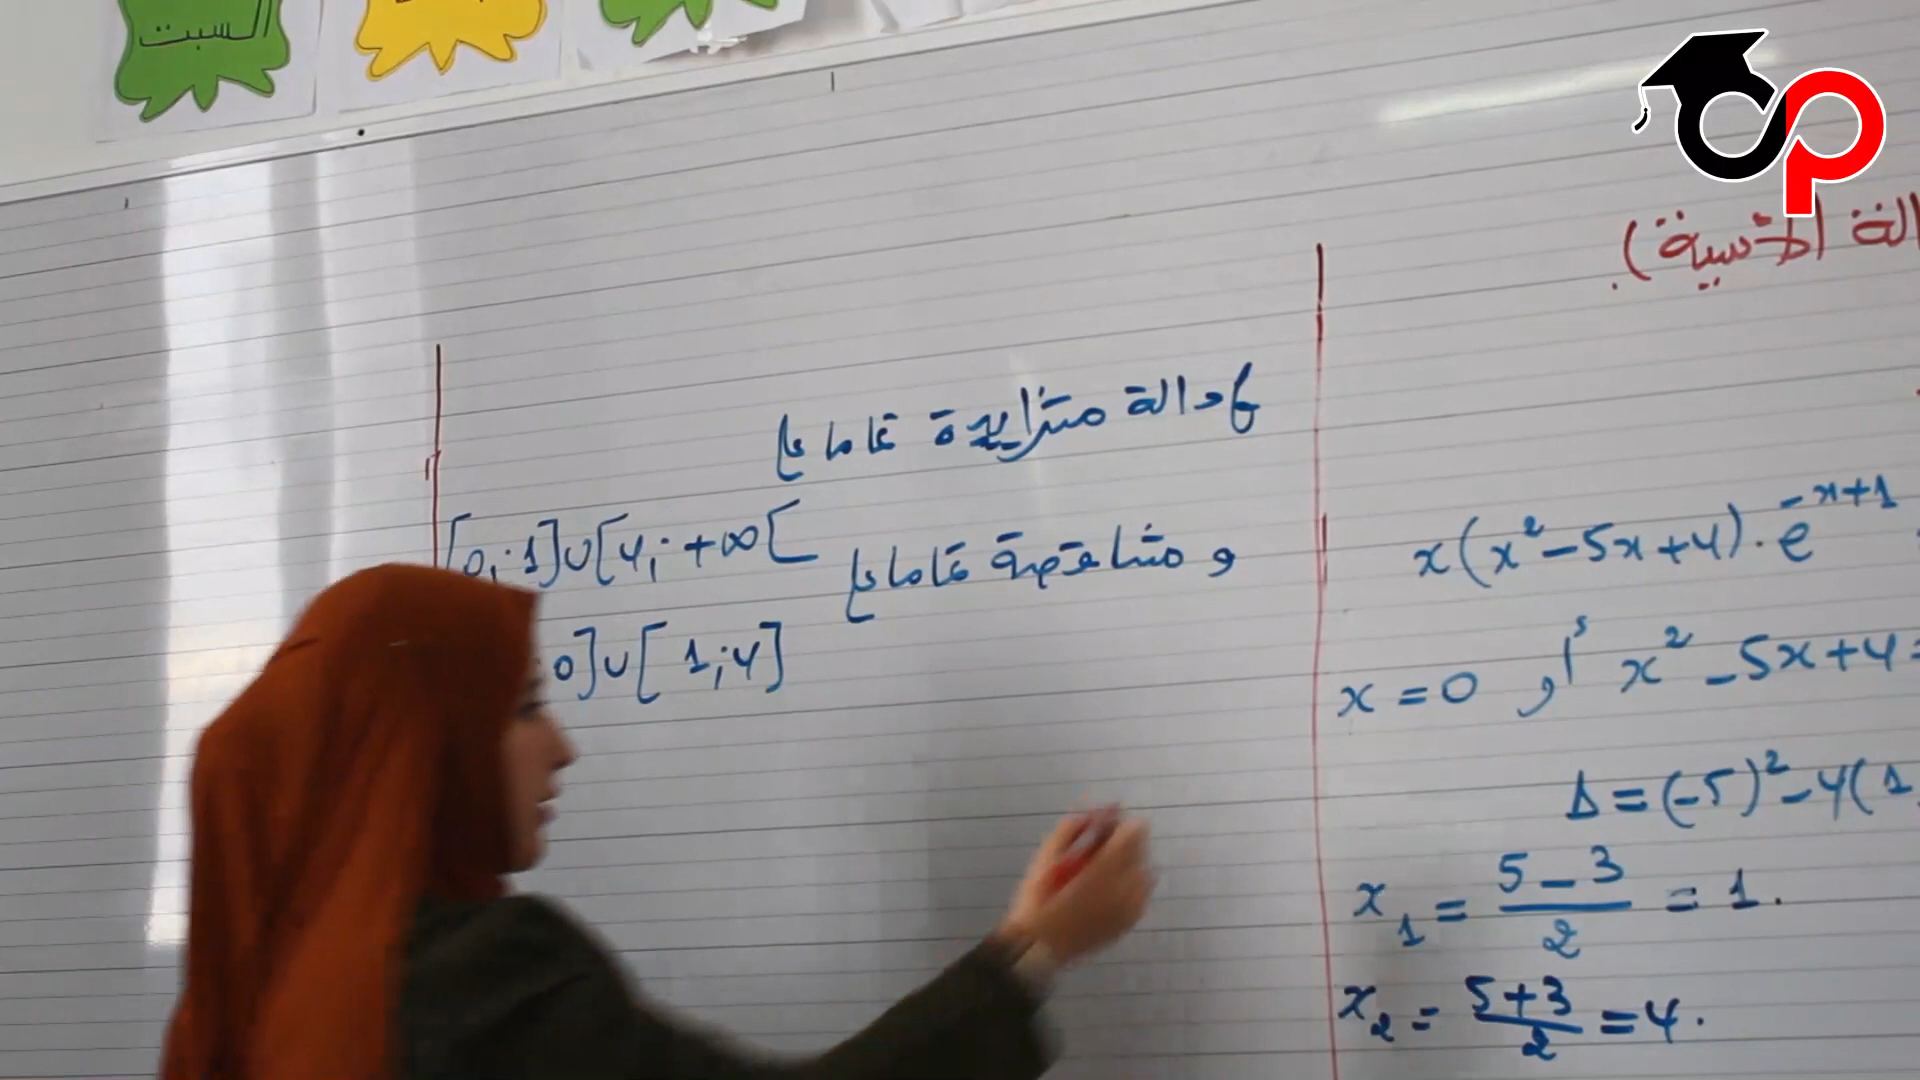 السبت
الة الأسية).
x(x²-5x+4).e^{-x+1}
x = 0 أو x² - 5x + 4 =
Δ = (-5)² - 4(1
x₁ = \frac{5-3}{2} = 1.
x₂ = \frac{5+3}{2} = 4.
دالة متزايدة تماما على
[0;1]∪[4;+∞[
و متناقصة تماما على
;0]∪[1;4]